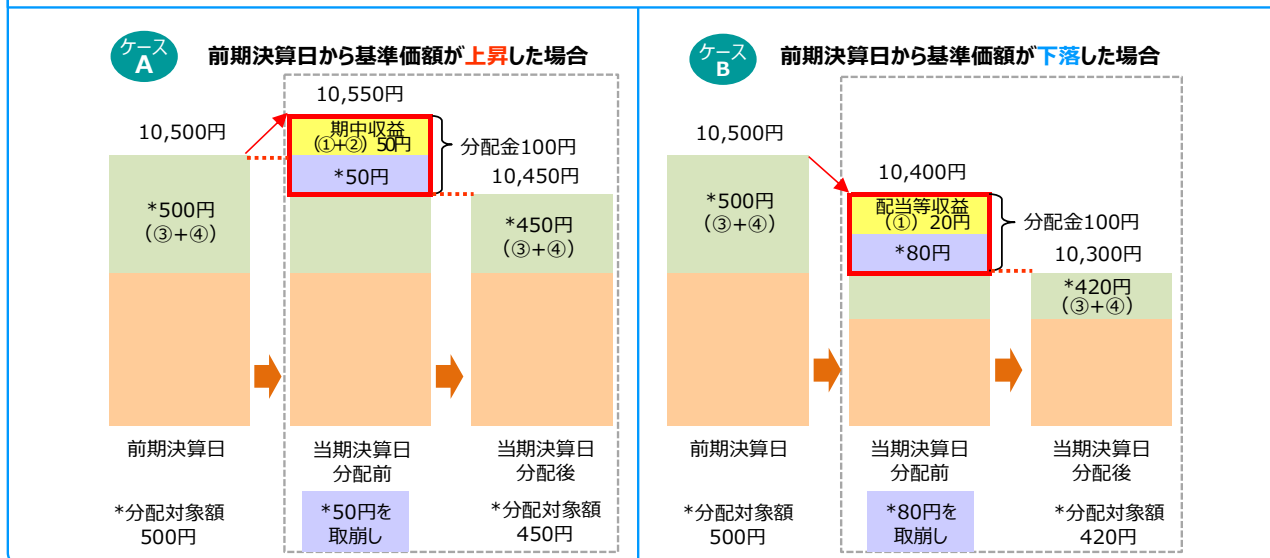 ケース
A
前期決算日から基準価額が上昇した場合
10,550円
10,500円
期中収益
(①+②) 50円
分配金100円
*50円
10,450円
*500円
(③+④)
*450円
(③+④)
前期決算日
当期決算日
分配前
当期決算日
分配後
*分配対象額
500円
*50円を
取崩し
*分配対象額
450円
ケース
B
前期決算日から基準価額が下落した場合
10,500円
10,400円
*500円
(③+④)
配当等収益
(①) 20円
分配金100円
*80円
10,300円
*420円
(③+④)
前期決算日
当期決算日
分配前
当期決算日
分配後
*分配対象額
500円
*80円を
取崩し
*分配対象額
420円